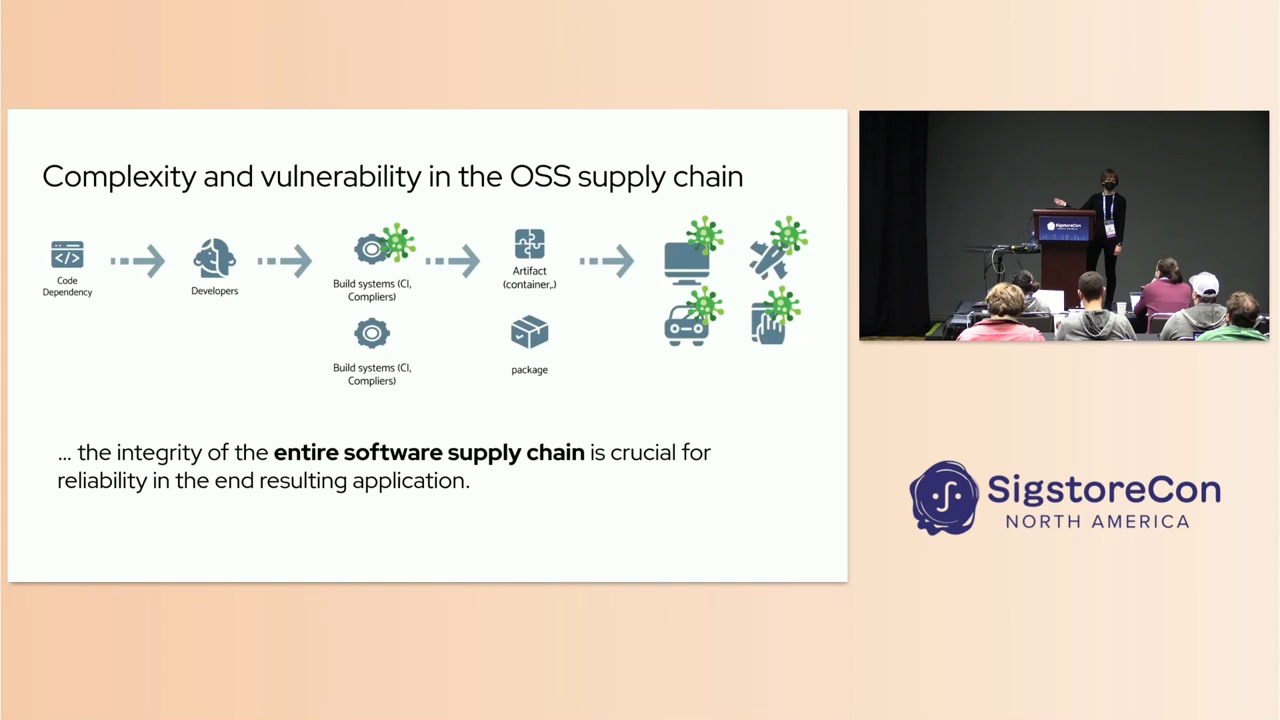 Complexity and vulnerability in the OSS supply chain
Code
Dependency
Developers
Build systems (CI,
Compliers)
Artifact
(container,)
Build systems (CI,
Compliers)
package
... the integrity of the entire software supply chain is crucial for
reliability in the end resulting application.
SigstoreCon
SigstoreCon
NORTH AMERICA